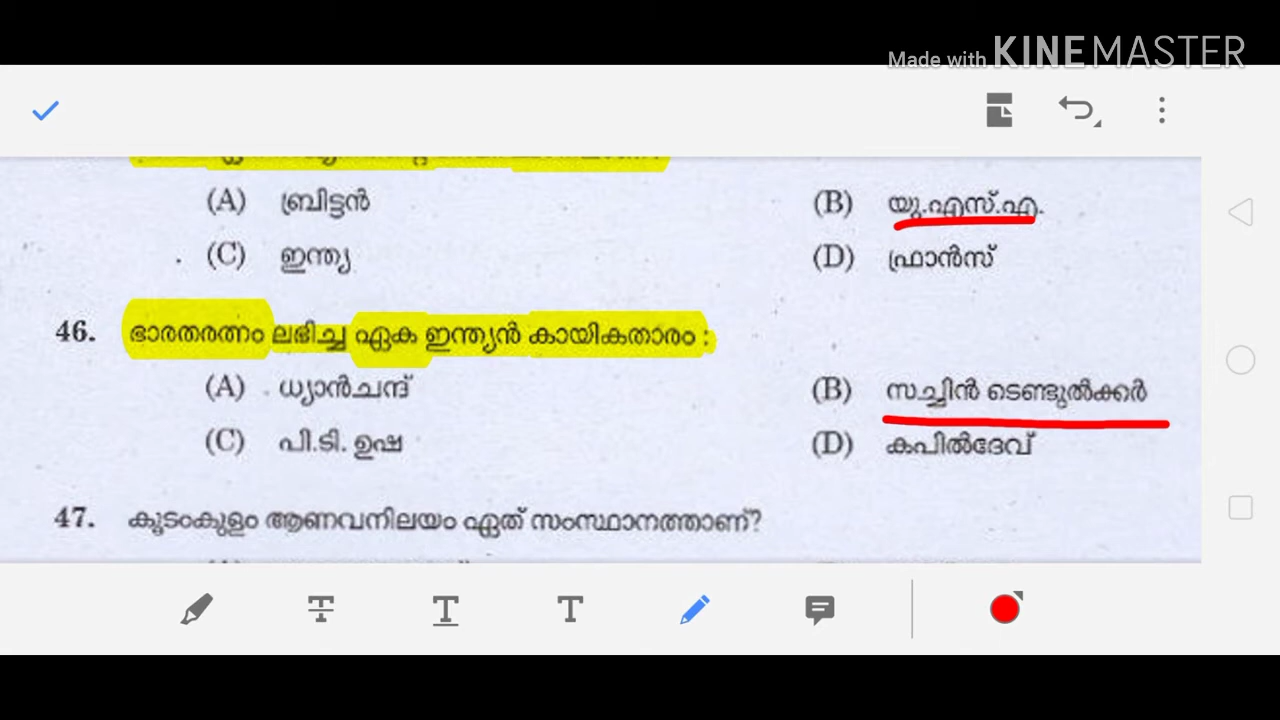 Made with KINEMASTER
(A) ബ്രിട്ടൻ (B) യു.എസ്.എ.
(C) ഇന്ത്യ (D) ഫ്രാൻസ്
46. ഭാരതരത്നം ലഭിച്ച ഏക ഇന്ത്യൻ കായികതാരം :
(A) ധ്യാൻചന്ദ് (B) സച്ചിൻ ടെണ്ടുൽക്കർ
(C) പി.ടി. ഉഷ (D) കപിൽദേവ്
47. കൂടംകുളം ആണവനിലയം ഏത് സംസ്ഥാനത്താണ്?